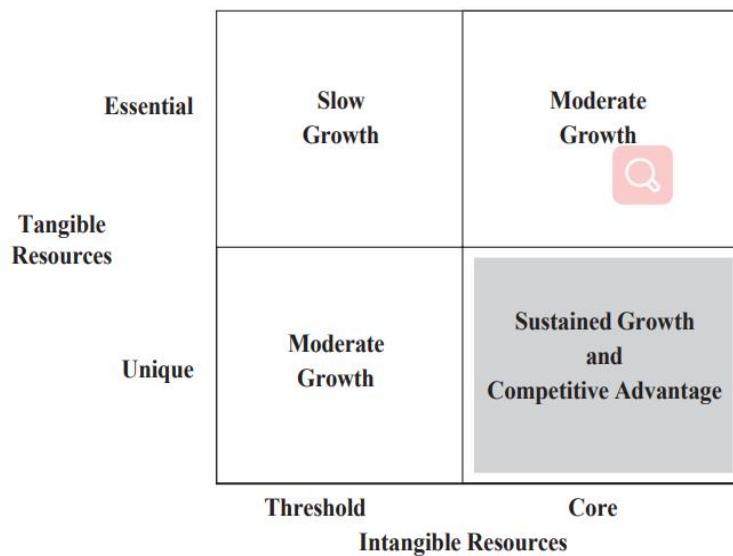 Essential
Slow
Growth
Moderate
Growth
Tangible
Resources
Unique
Moderate
Growth
Sustained Growth
and
Competitive Advantage
Threshold
Core
Intangible Resources